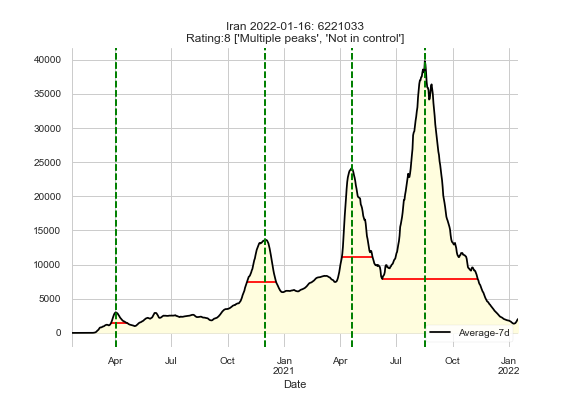 Iran 2022-01-16: 6221033
Rating:8 ['Multiple peaks', 'Not in control']
40000
35000
30000
25000
20000
15000
10000
5000
0
Average-7d
Apr Jul Oct Jan Apr Jul Oct Jan
2021 2022
Date